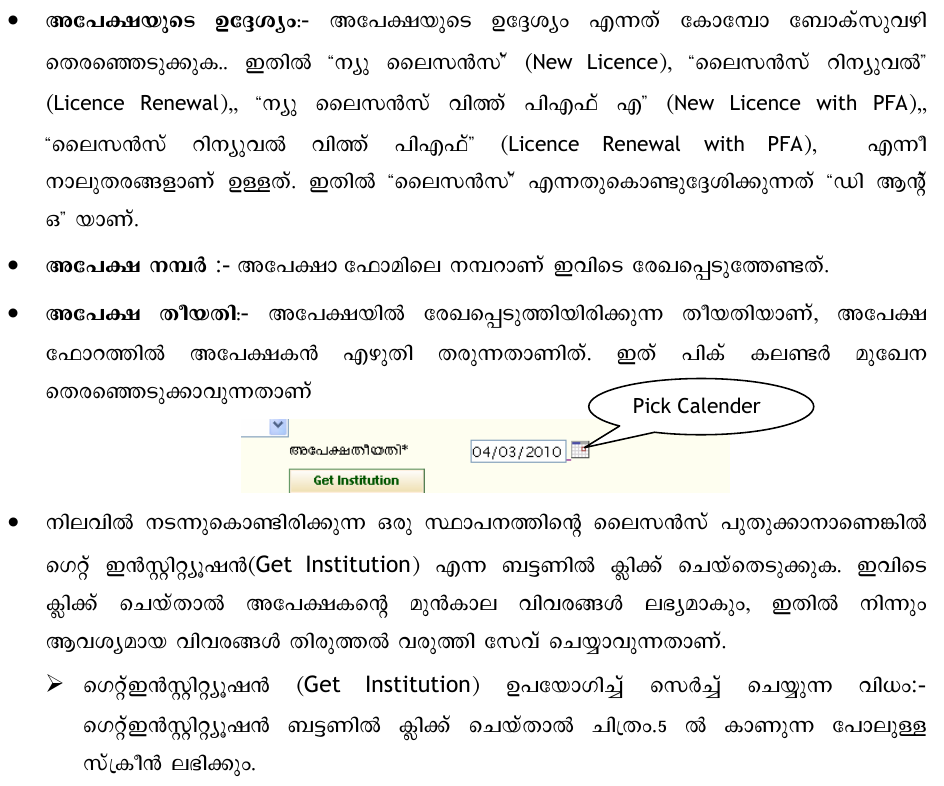 • അപേക്ഷയുടെ ഉദ്ദേശ്യം:- അപേക്ഷയുടെ ഉദ്ദേശ്യം എന്നത് കോമ്പോ ബോക്സുവഴി
തെരഞ്ഞെടുക്കുക.. ഇതിൽ “ന്യു ലൈസൻസ്” (New Licence), “ലൈസൻസ് റിന്യുവൽ”
(Licence Renewal),, “ന്യു ലൈസൻസ് വിത്ത് പിഎഫ് എ” (New Licence with PFA),,
“ലൈസൻസ് റിന്യുവൽ വിത്ത് പിഎഫ്” (Licence Renewal with PFA), എന്നീ
നാലുതരങ്ങളാണ് ഉള്ളത്. ഇതിൽ “ലൈസൻസ്” എന്നതുകൊണ്ടുദ്ദേശിക്കുന്നത് “ഡി ആന്റ്
ഒ” യാണ്.
• അപേക്ഷ നമ്പർ :- അപേക്ഷാ ഫോമിലെ നമ്പറാണ് ഇവിടെ രേഖപ്പെടുത്തേണ്ടത്.
• അപേക്ഷ തീയതി:- അപേക്ഷയിൽ രേഖപ്പെടുത്തിയിരിക്കുന്ന തീയതിയാണ്, അപേക്ഷ
ഫോറത്തിൽ അപേക്ഷകൻ എഴുതി തരുന്നതാണിത്. ഇത് പിക് കലണ്ടർ മുഖേന
തെരഞ്ഞെടുക്കാവുന്നതാണ്
Pick Calender
അപേക്ഷതീയതി* 04/03/2010
Get Institution
• നിലവിൽ നടന്നുകൊണ്ടിരിക്കുന്ന ഒരു സ്ഥാപനത്തിന്റെ ലൈസൻസ് പുതുക്കാനാണെങ്കിൽ
ഗെറ്റ് ഇൻസ്റ്റിറ്റ്യൂഷൻ(Get Institution) എന്ന ബട്ടണിൽ ക്ലിക്ക് ചെയ്തെടുക്കുക. ഇവിടെ
ക്ലിക്ക് ചെയ്താൽ അപേക്ഷകന്റെ മുൻകാല വിവരങ്ങൾ ലഭ്യമാകും, ഇതിൽ നിന്നും
ആവശ്യമായ വിവരങ്ങൾ തിരുത്തൽ വരുത്തി സേവ് ചെയ്യാവുന്നതാണ്.
➢ ഗെറ്റ്ഇൻസ്റ്റിറ്റ്യൂഷൻ (Get Institution) ഉപയോഗിച്ച് സെർച്ച് ചെയ്യുന്ന വിധം:-
ഗെറ്റ്ഇൻസ്റ്റിറ്റ്യൂഷൻ ബട്ടണിൽ ക്ലിക്ക് ചെയ്താൽ ചിത്രം.5 ൽ കാണുന്ന പോലുള്ള
സ്ക്രീൻ ലഭിക്കും.